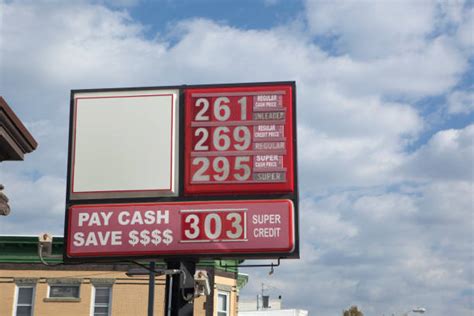 261 REGULAR
CASH PRICE
UNLEADED
269 REGULAR
CREDIT PRICE
REGULAR
295 SUPER
CASH PRICE
SUPER
PAY CASH 303 SUPER
SAVE $$$$ CREDIT